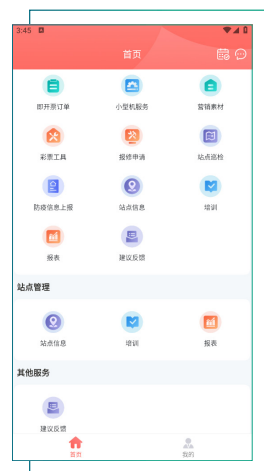 3:45
首页
即开票订单 小型机服务 营销素材
彩票工具 报修申请 站点巡检
防疫信息上报 站点信息 培训
报表 建议反馈
站点管理
站点信息 培训 报表
其他服务
建议反馈
首页 我的